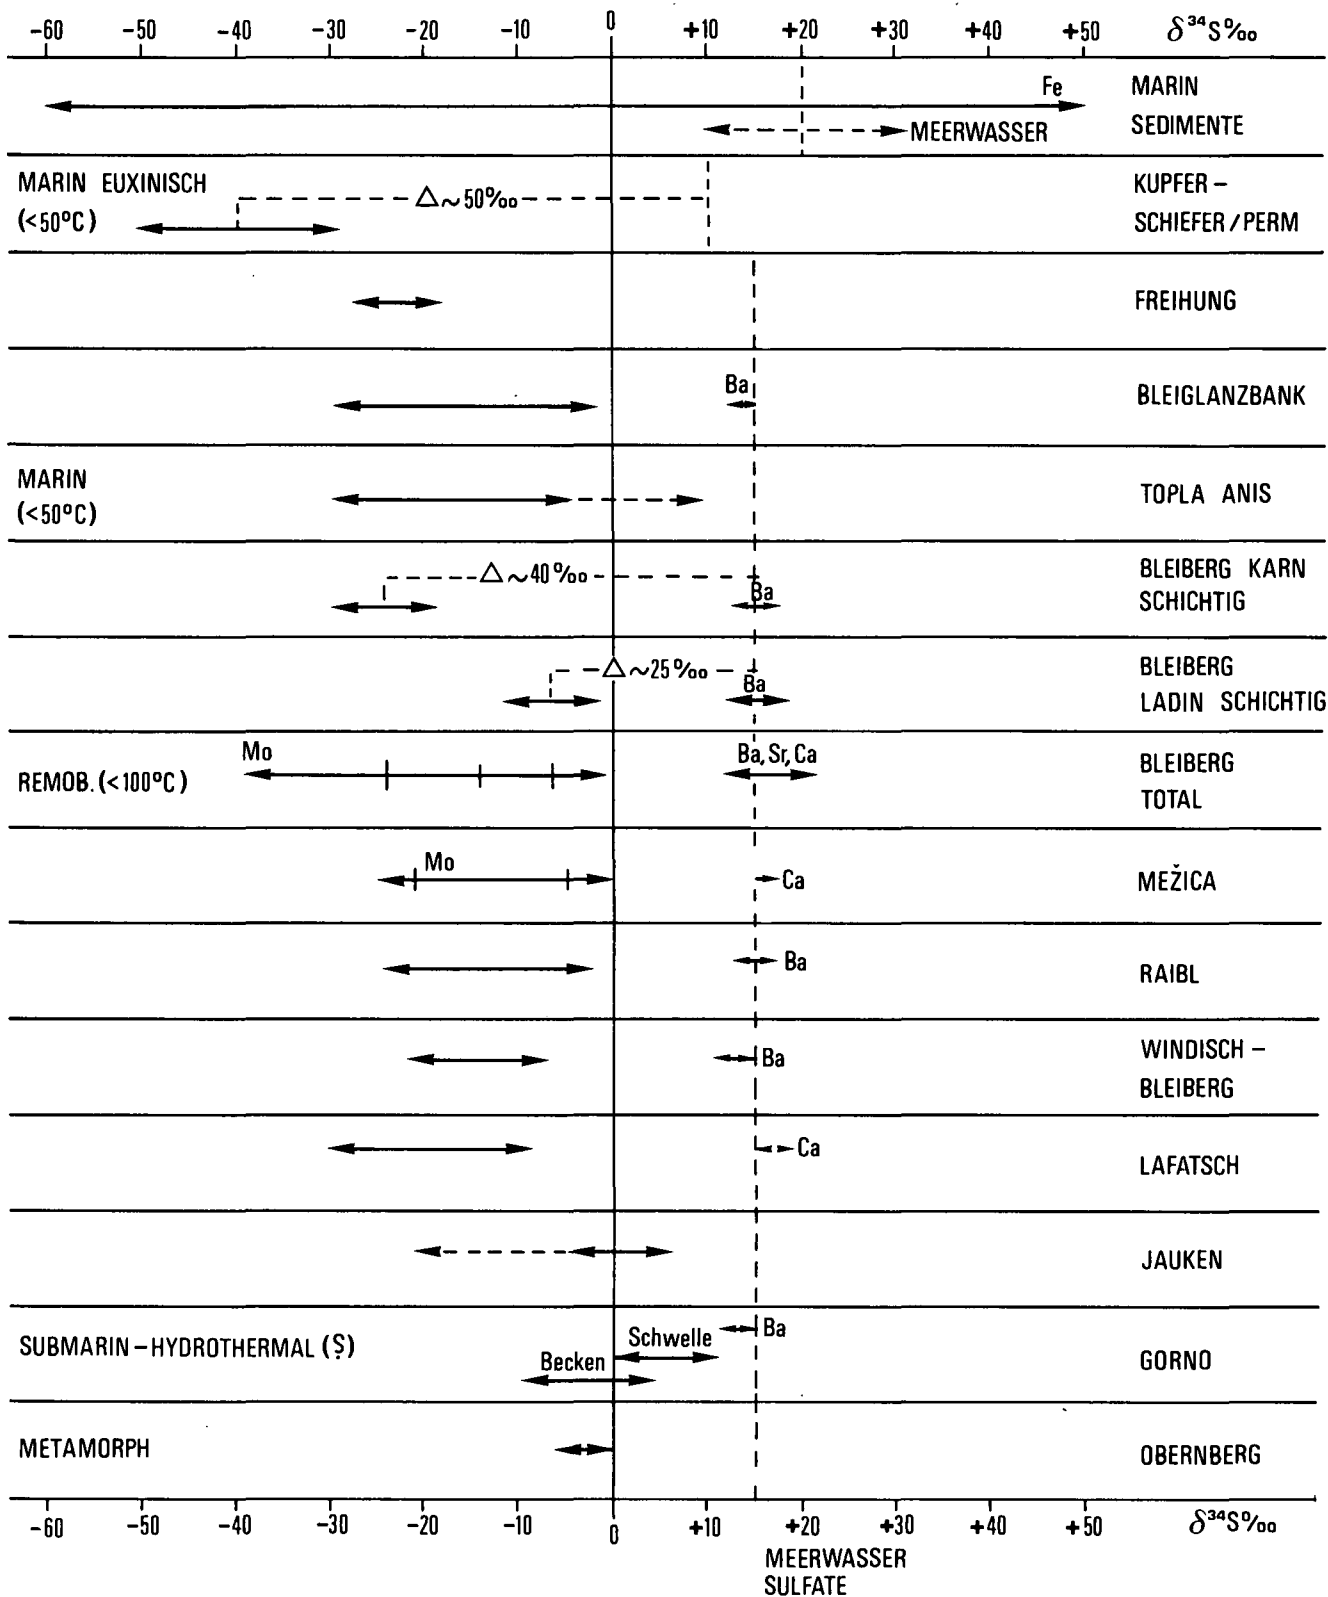 -60 -50 -40 -30 -20 -10 0 +10 +20 +30 +40 +50 δ³⁴S‰
Fe MARIN
MEERWASSER SEDIMENTE
MARIN EUXINISCH KUPFER-
(<50°C) △~50‰ SCHIEFER/PERM
FREIHUNG
Ba BLEIGLANZBANK
MARIN
(<50°C) TOPLA ANIS
△~40‰ BLEIBERG KARN
Ba SCHICHTIG
△~25‰ BLEIBERG
Ba LADIN SCHICHTIG
Mo Ba, Sr, Ca BLEIBERG
REMOB. (<100°C) TOTAL
Mo Ca MEŽICA
Ba RAIBL
Ba WINDISCH-
BLEIBERG
Ca LAFATSCH
JAUKEN
Ba
SUBMARIN-HYDROTHERMAL (?) Schwelle
Becken GORNO
METAMORPH OBERNBERG
-60 -50 -40 -30 -20 -10 0 +10 +20 +30 +40 +50 δ³⁴S‰
MEERWASSER
SULFATE